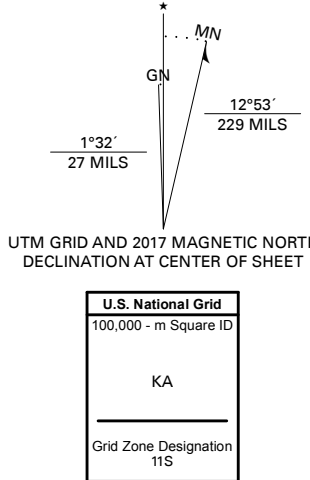 ★
MN
GN
12°53´
229 MILS
1°32´
27 MILS
UTM GRID AND 2017 MAGNETIC NORTH
DECLINATION AT CENTER OF SHEET
U.S. National Grid
100,000 - m Square ID
KA
Grid Zone Designation
11S